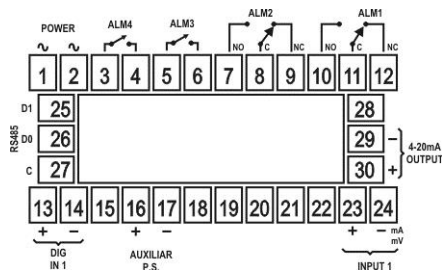 POWER ALM4 ALM3 ALM2 ALM1
~ ~ NO C NC NO C NC
1 2 3 4 5 6 7 8 9 10 11 12
D1 25 28
RS485
D0 26 29 −
4-20mA
OUTPUT
C 27 30 +
13 14 15 16 17 18 19 20 21 22 23 24
+ − + − + − mA
mV
DIG
IN 1
AUXILIAR
P.S.
INPUT 1